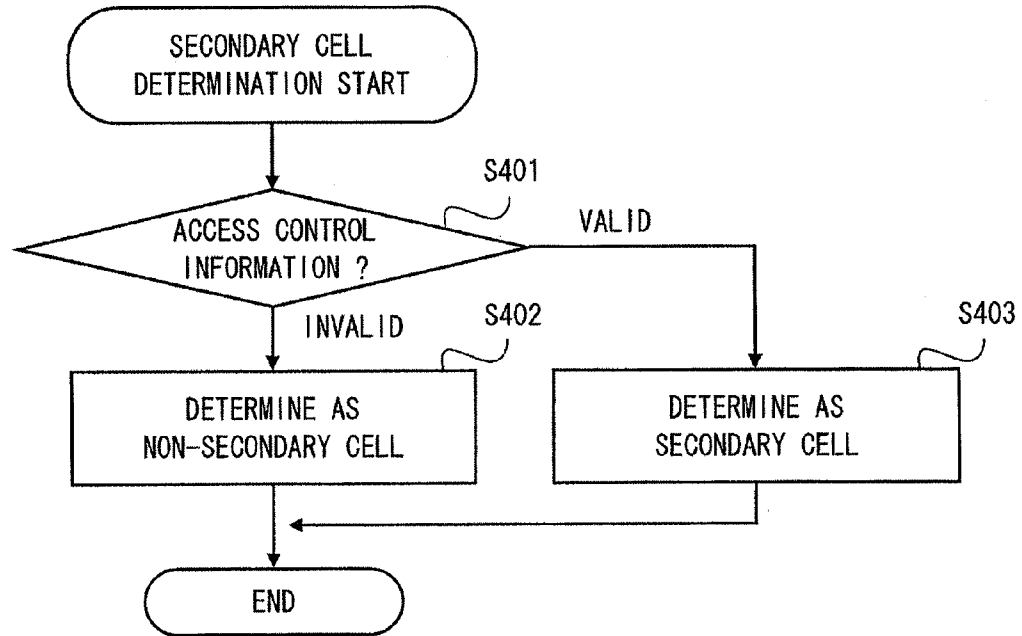 SECONDARY CELL
DETERMINATION START
S401
ACCESS CONTROL
INFORMATION ?
VALID
INVALID
S402
S403
DETERMINE AS
NON-SECONDARY CELL
DETERMINE AS
SECONDARY CELL
END